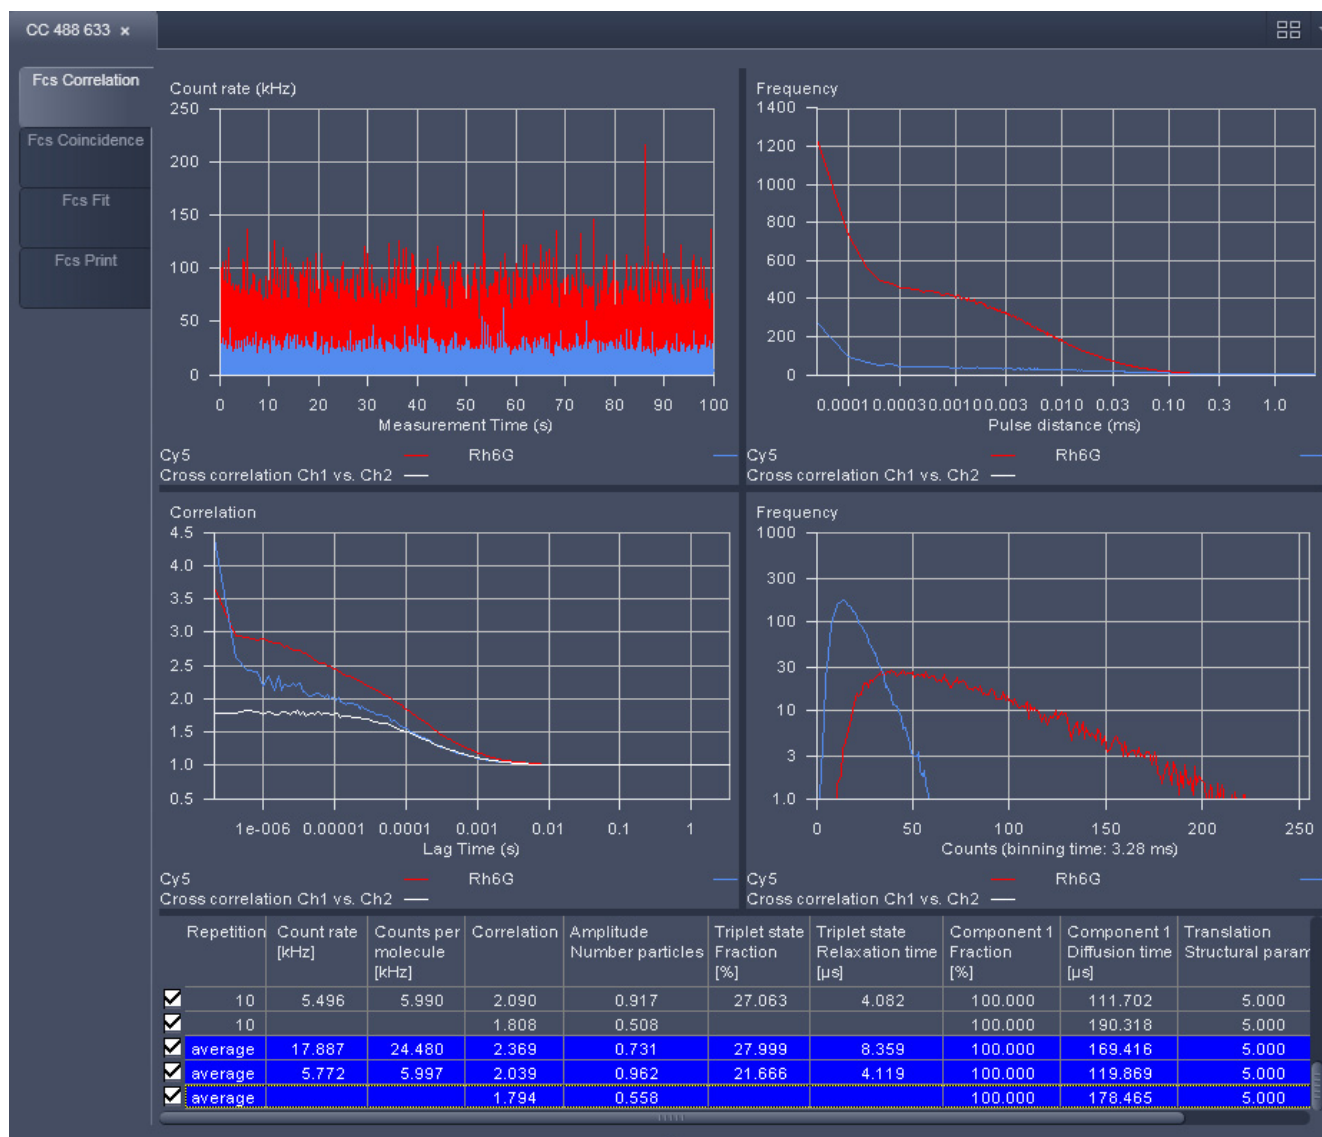 CC 488 633 ×
Fcs Correlation
Fcs Coincidence
Fcs Fit
Fcs Print
Count rate (kHz)
250
200
150
100
50
0
0 10 20 30 40 50 60 70 80 90 100
Measurement Time (s)
Cy5 Rh6G
Cross correlation Ch1 vs. Ch2
Frequency
1400
1200
1000
800
600
400
200
0
0.0001 0.0003 0.0010 0.003 0.010 0.03 0.10 0.3 1.0
Pulse distance (ms)
Cy5 Rh6G
Cross correlation Ch1 vs. Ch2
Correlation
4.5
4.0
3.5
3.0
2.5
2.0
1.5
1.0
0.5
1e-006 0.00001 0.0001 0.001 0.01 0.1 1
Lag Time (s)
Cy5 Rh6G
Cross correlation Ch1 vs. Ch2
Frequency
1000
300
100
30
10
3
1.0
0 50 100 150 200 250
Counts (binning time: 3.28 ms)
Cy5 Rh6G
Cross correlation Ch1 vs. Ch2
Repetition Count rate Counts per Correlation Amplitude Triplet state Triplet state Component 1 Component 1 Translation
[kHz] molecule Number particles Fraction Relaxation time Fraction Diffusion time Structural param
[kHz] [%] [µs] [%] [µs]
10 5.496 5.990 2.090 0.917 27.063 4.082 100.000 111.702 5.000
10 1.808 0.508 100.000 190.318 5.000
average 17.887 24.480 2.369 0.731 27.999 8.359 100.000 169.416 5.000
average 5.772 5.997 2.039 0.962 21.666 4.119 100.000 119.869 5.000
average 1.794 0.558 100.000 178.465 5.000